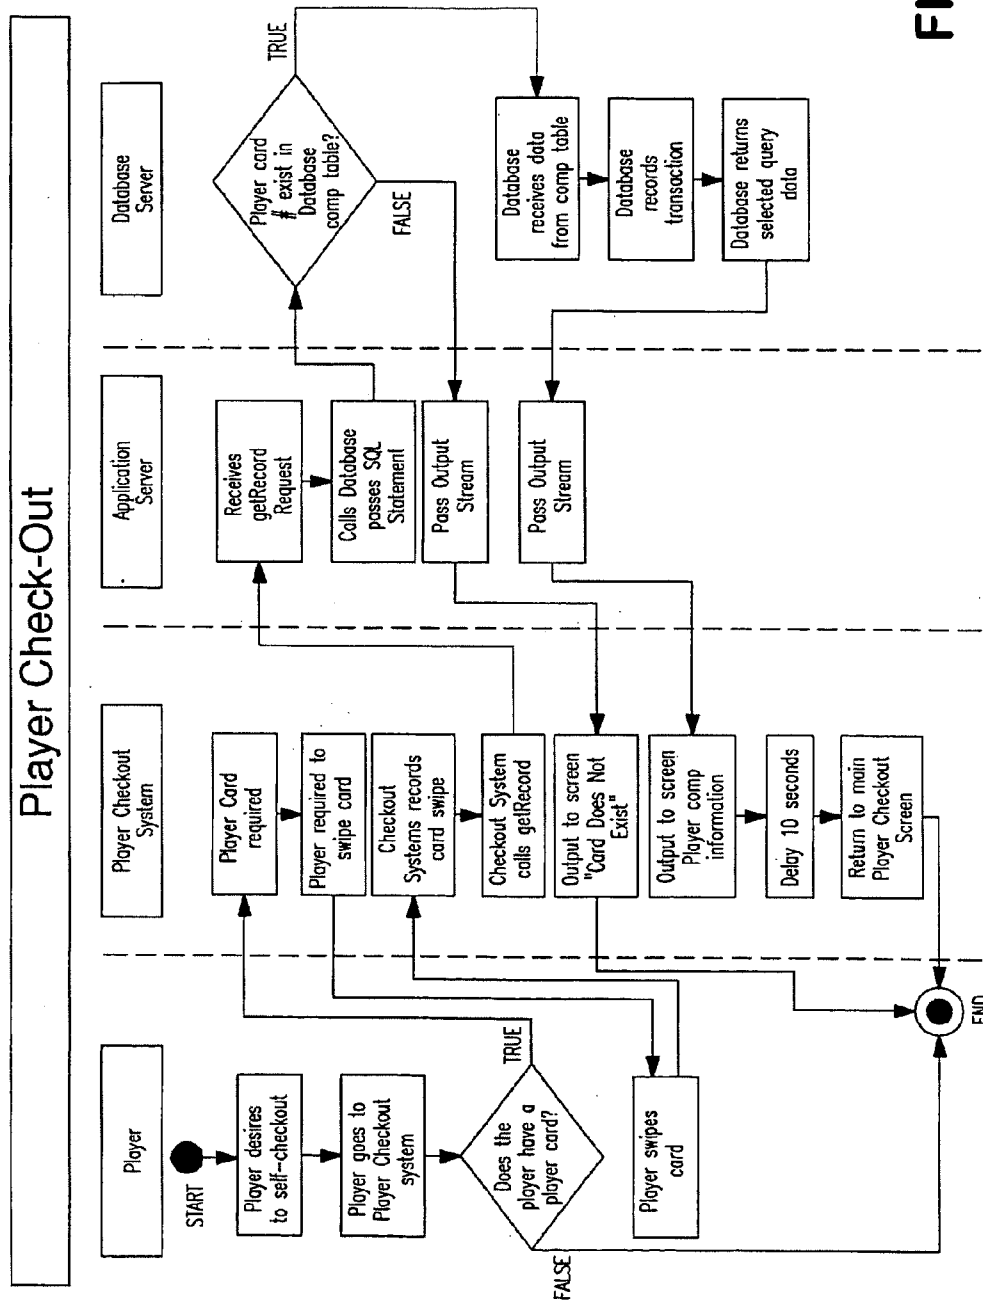 Player Check-Out
Player
START
Player desires
to self-checkout
Player goes to
Player Checkout
system
Does the
player have a
player card?
TRUE
FALSE
Player swipes
card
END
Player Checkout
System
Player Card
required
Player required to
swipe card
Checkout
Systems records
card swipe
Checkout System
calls getRecord
Output to screen
"Card Does Not
Exist"
Output to screen
Player comp
information
Delay 10 seconds
Return to main
Player Checkout
Screen
Application
Server
Receives
getRecord
Request
Calls Database
passes SQL
Statement
Pass Output
Stream
Pass Output
Stream
Database
Server
Player card
# exist in
Database
comp table?
TRUE
FALSE
Database
receives data
from comp table
Database
records
transaction
Database returns
selected query
data